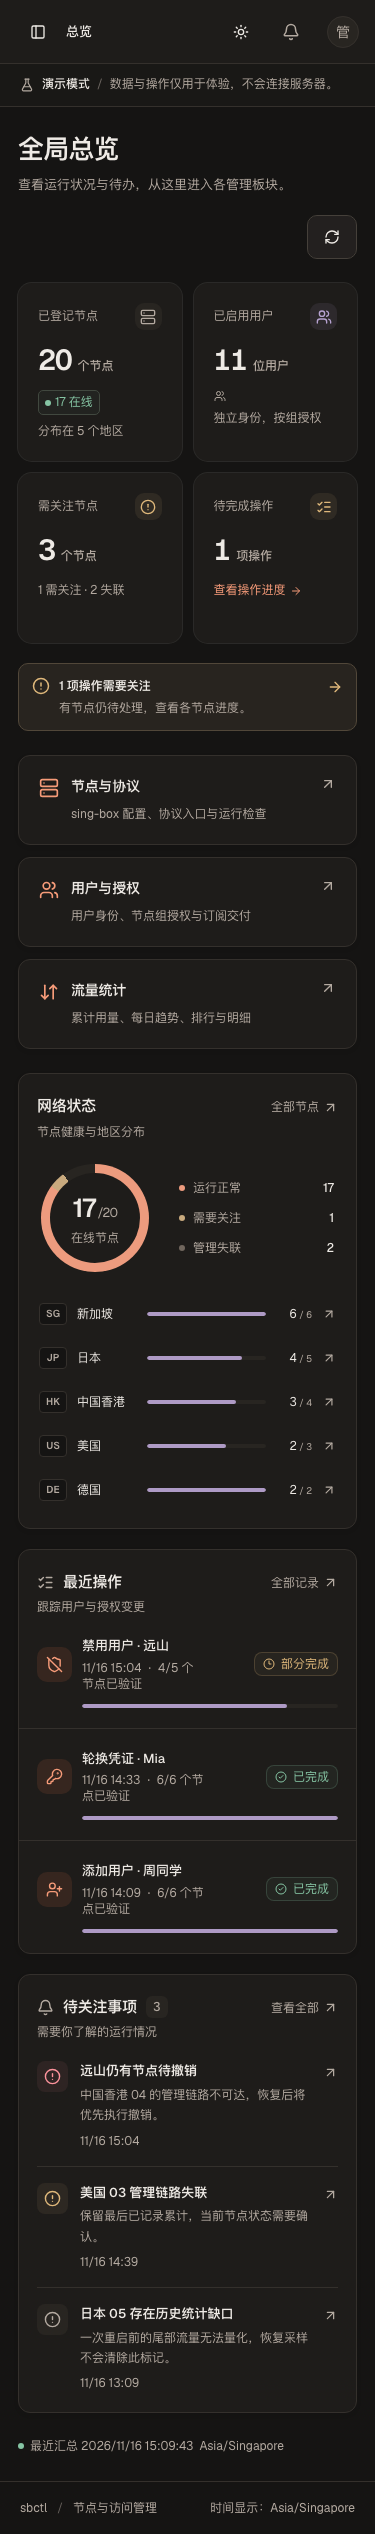 总览
管
演示模式 / 数据与操作仅用于体验，不会连接服务器。
全局总览
查看运行状况与待办，从这里进入各管理板块。
已登记节点
20 个节点
17 在线
分布在 5 个地区
已启用用户
11 位用户
独立身份，按组授权
需关注节点
3 个节点
1 需关注 · 2 失联
待完成操作
1 项操作
查看操作进度 →
1 项操作需要关注
有节点仍待处理，查看各节点进度。
节点与协议
sing-box 配置、协议入口与运行检查
用户与授权
用户身份、节点组授权与订阅交付
流量统计
累计用量、每日趋势、排行与明细
网络状态
全部节点
节点健康与地区分布
17/20
在线节点
运行正常 17
需要关注 1
管理失联 2
SG 新加坡 6 / 6
JP 日本 4 / 5
HK 中国香港 3 / 4
US 美国 2 / 3
DE 德国 2 / 2
最近操作
全部记录
跟踪用户与授权变更
禁用用户 · 远山
11/16 15:04 · 4/5 个
节点已验证
部分完成
轮换凭证 · Mia
11/16 14:33 · 6/6 个节
点已验证
已完成
添加用户 · 周同学
11/16 14:09 · 6/6 个节
点已验证
已完成
待关注事项 3
查看全部
需要你了解的运行情况
远山仍有节点待撤销
中国香港 04 的管理链路不可达，恢复后将
优先执行撤销。
11/16 15:04
美国 03 管理链路失联
保留最后已记录累计，当前节点状态需要确
认。
11/16 14:39
日本 05 存在历史统计缺口
一次重启前的尾部流量无法量化，恢复采样
不会清除此标记。
11/16 13:09
最近汇总 2026/11/16 15:09:43 Asia/Singapore
sbctl / 节点与访问管理
时间显示：Asia/Singapore